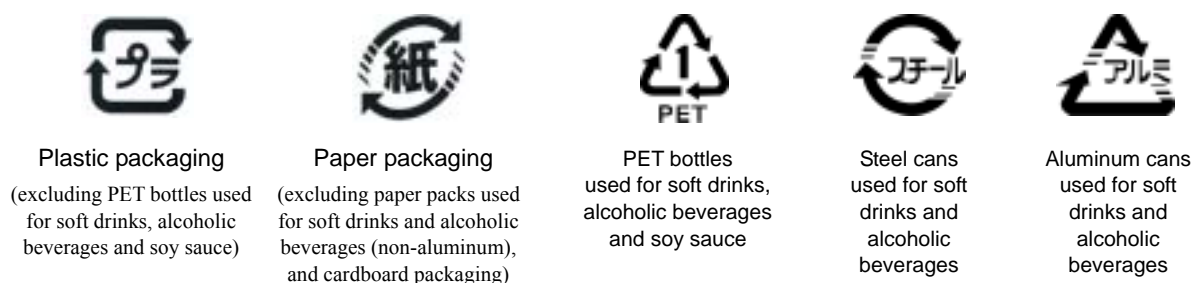 プラ
紙
1
PET
スチール
アルミ
Plastic packaging
(excluding PET bottles used
for soft drinks, alcoholic
beverages and soy sauce)
Paper packaging
(excluding paper packs used
for soft drinks and alcoholic
beverages (non-aluminum),
and cardboard packaging)
PET bottles
used for soft drinks,
alcoholic beverages
and soy sauce
Steel cans
used for soft
drinks and
alcoholic
beverages
Aluminum cans
used for soft
drinks and
alcoholic
beverages